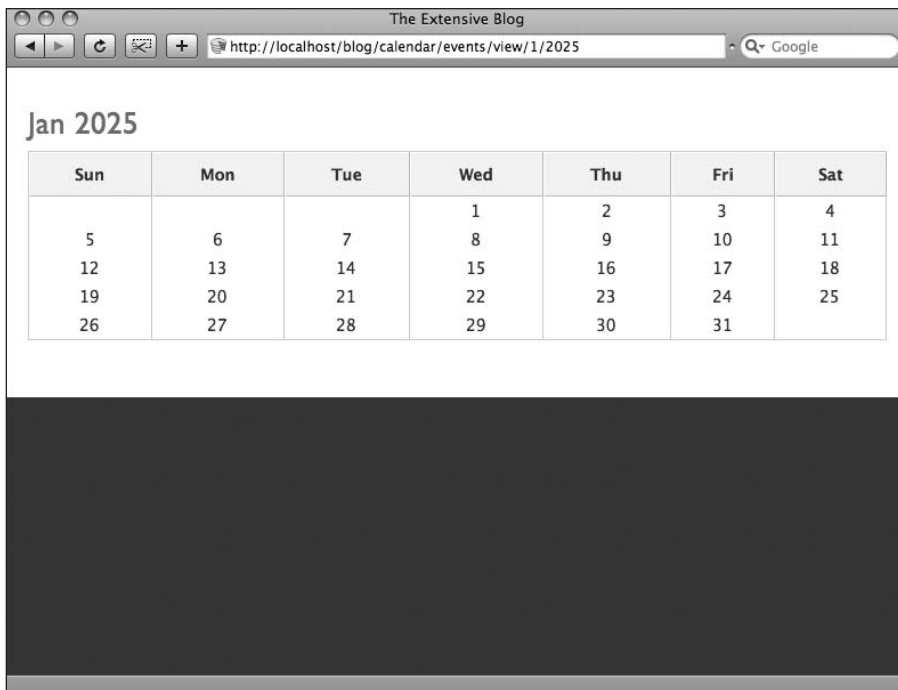 The Extensive Blog
http://localhost/blog/calendar/events/view/1/2025 Google
Jan 2025
Sun Mon Tue Wed Thu Fri Sat
1 2 3 4
5 6 7 8 9 10 11
12 13 14 15 16 17 18
19 20 21 22 23 24 25
26 27 28 29 30 31